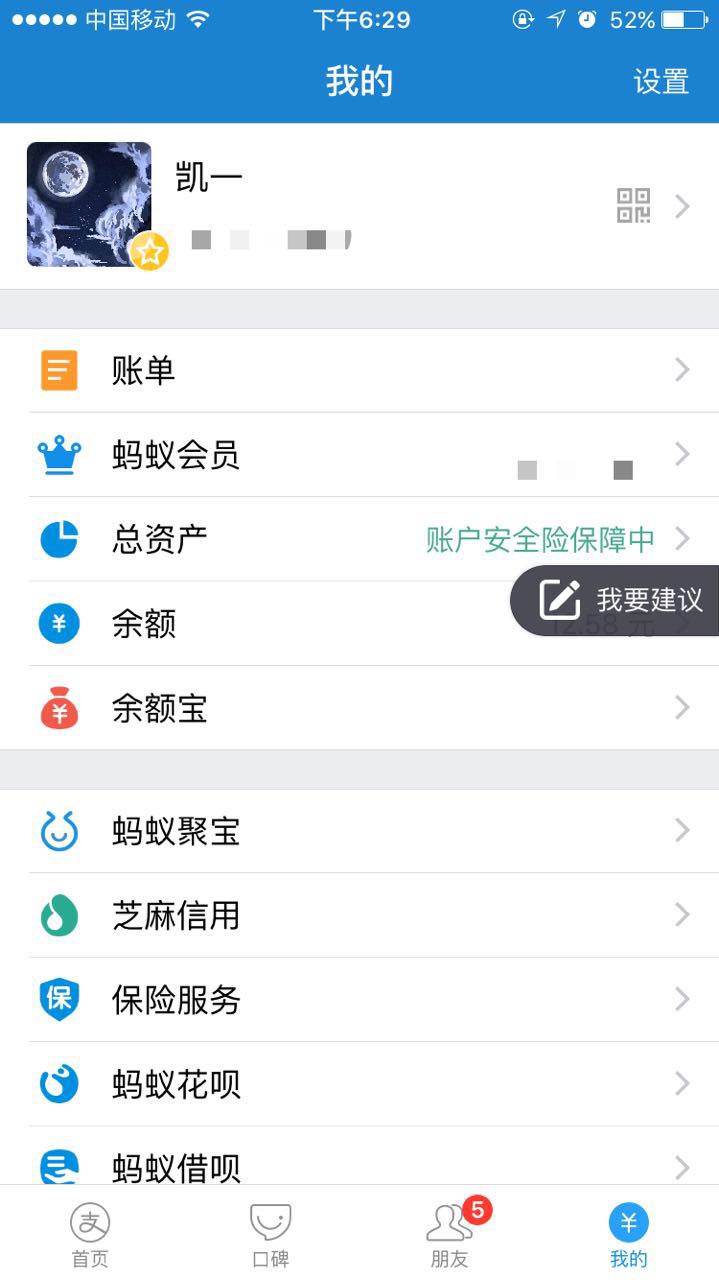 中国移动 下午6:29 52%
我的 设置
凯一
账单
蚂蚁会员
总资产 账户安全险保障中
我要建议
余额 12.58 元
余额宝
蚂蚁聚宝
芝麻信用
保 保险服务
蚂蚁花呗
蚂蚁借呗
5
支 ¥
首页 口碑 朋友 我的